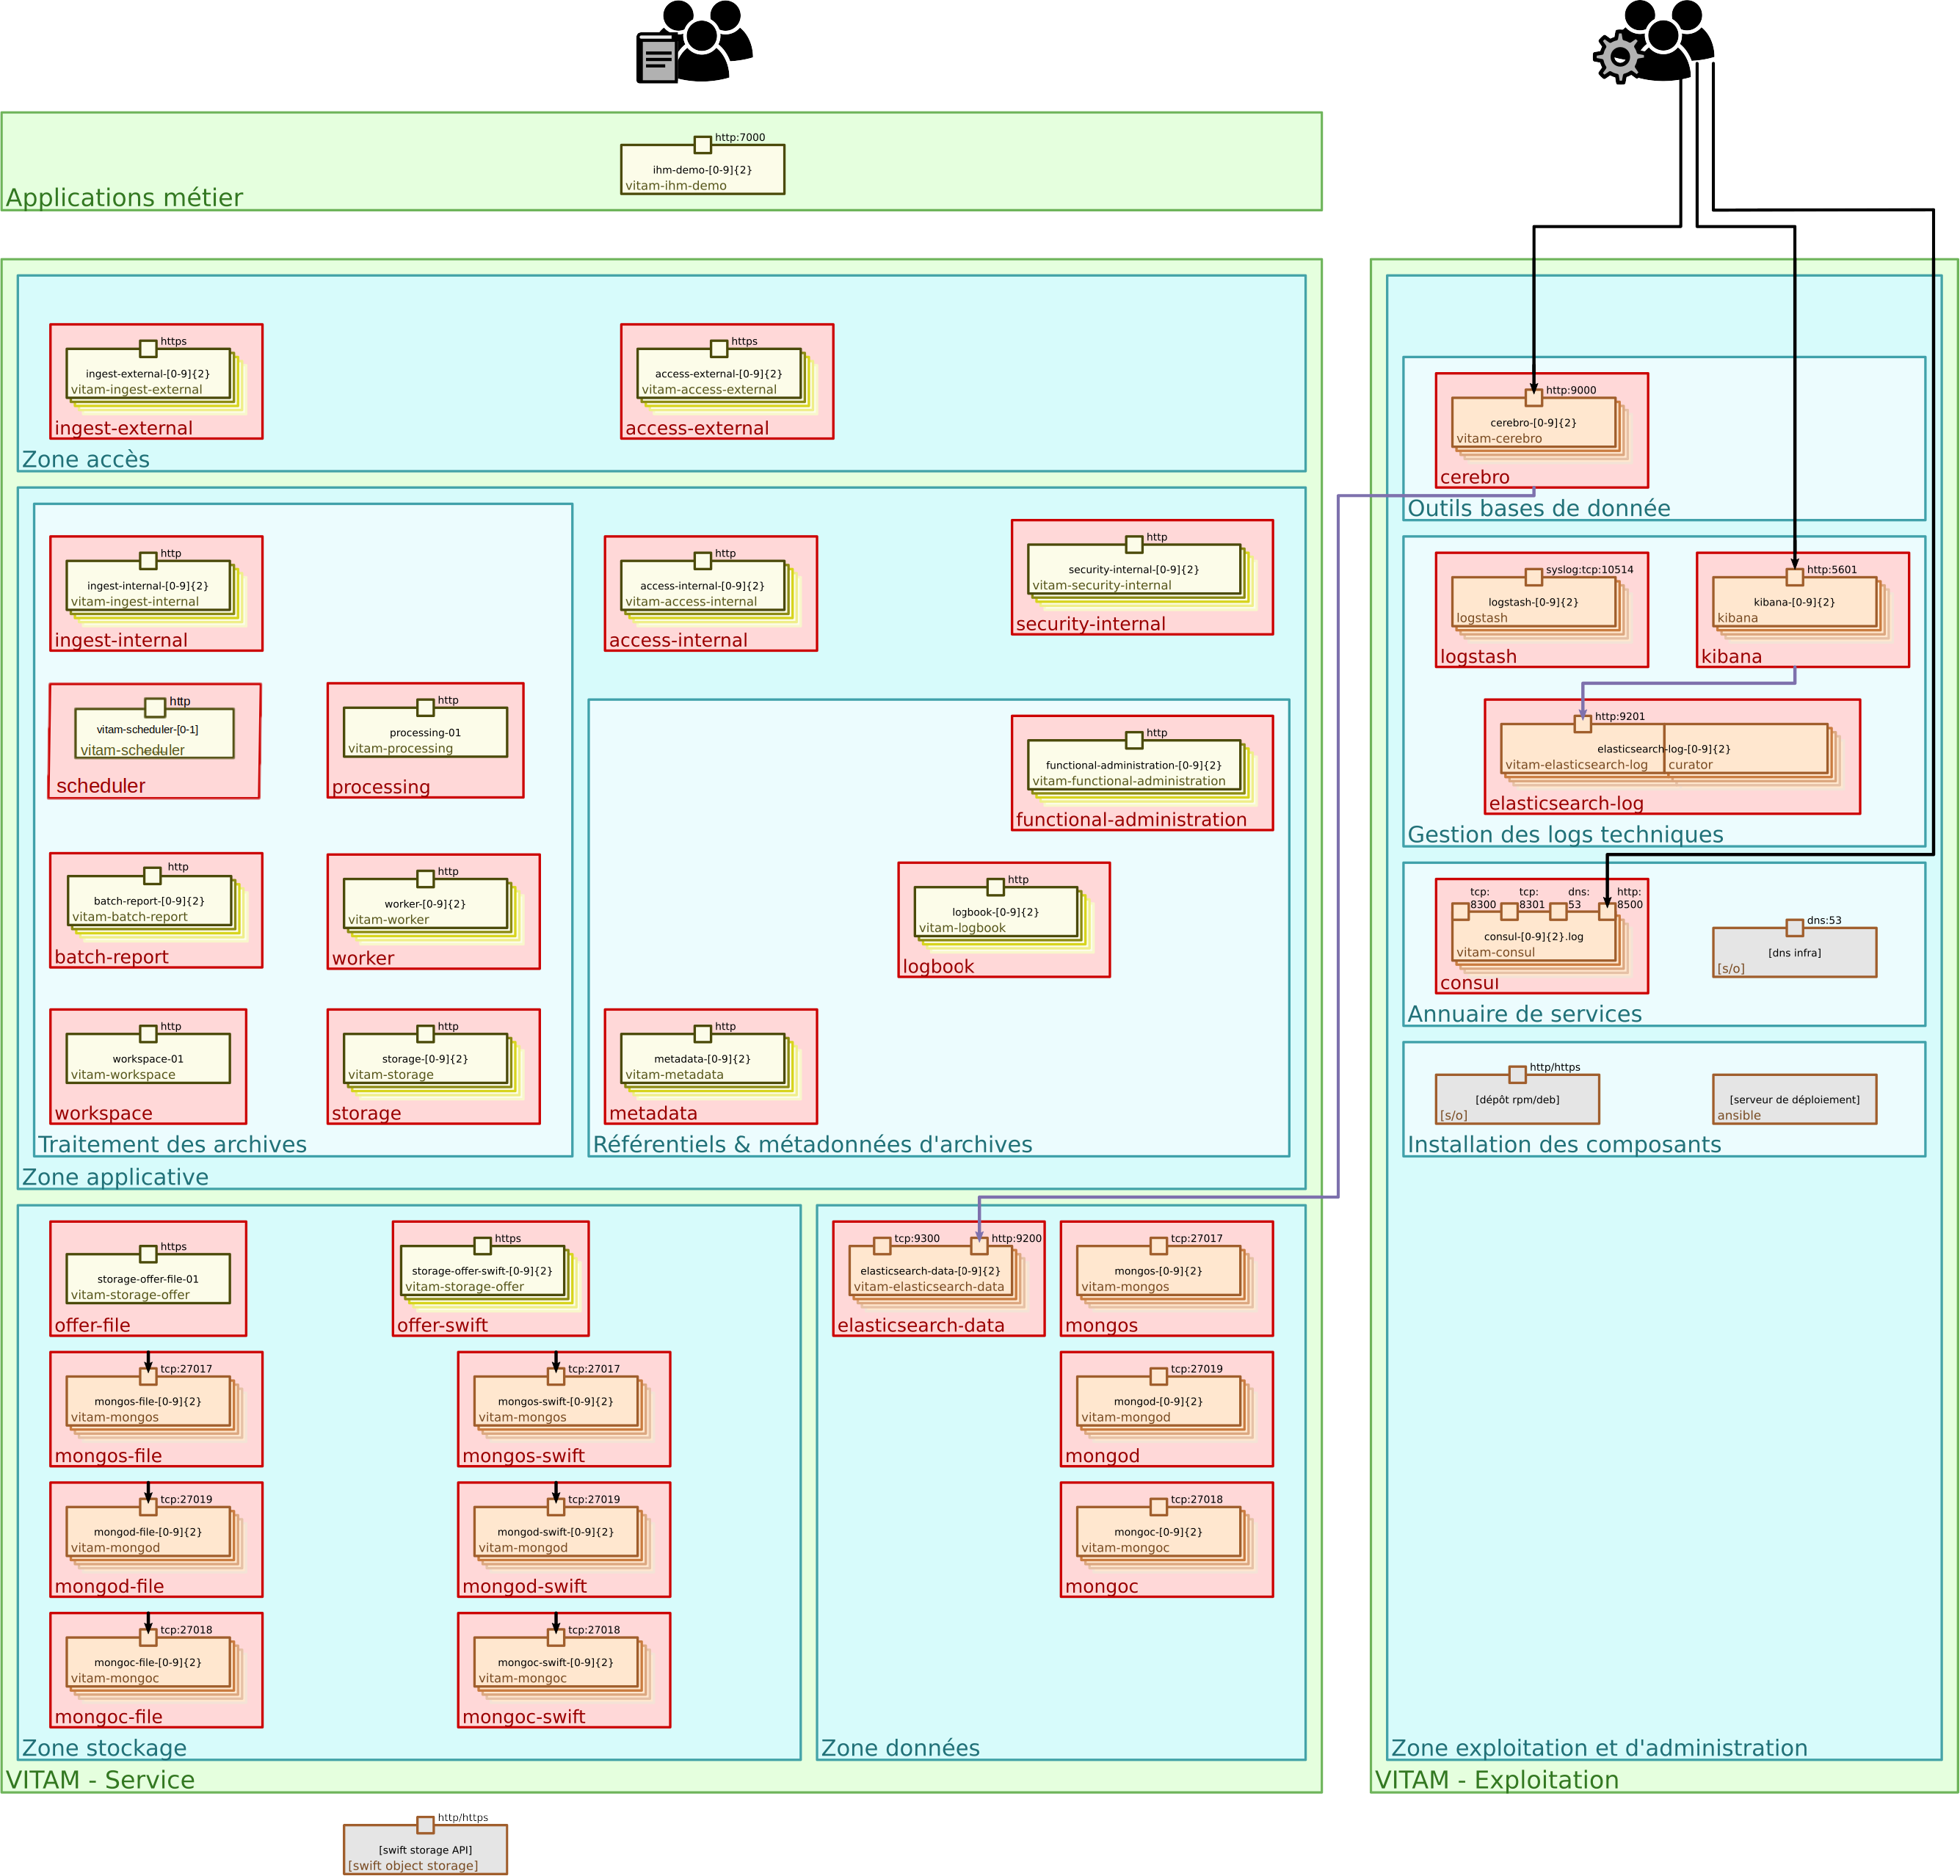 http:7000
ihm-demo-[0-9]{2}
vitam-ihm-demo
Applications métier
https
ingest-external-[0-9]{2}
vitam-ingest-external
ingest-external
https
access-external-[0-9]{2}
vitam-access-external
access-external
Zone accès
http
ingest-internal-[0-9]{2}
vitam-ingest-internal
ingest-internal
http
vitam-scheduler-[0-1]
vitam-scheduler
scheduler
http
processing-01
vitam-processing
processing
http
batch-report-[0-9]{2}
vitam-batch-report
batch-report
http
worker-[0-9]{2}
vitam-worker
worker
http
workspace-01
vitam-workspace
workspace
http
storage-[0-9]{2}
vitam-storage
storage
Traitement des archives
http
access-internal-[0-9]{2}
vitam-access-internal
access-internal
http
security-internal-[0-9]{2}
vitam-security-internal
security-internal
http
functional-administration-[0-9]{2}
vitam-functional-administration
functional-administration
http
logbook-[0-9]{2}
vitam-logbook
logbook
http
metadata-[0-9]{2}
vitam-metadata
metadata
Référentiels & métadonnées d'archives
Zone applicative
https
storage-offer-file-01
vitam-storage-offer
offer-file
https
storage-offer-swift-[0-9]{2}
vitam-storage-offer
offer-swift
tcp:27017
mongos-file-[0-9]{2}
vitam-mongos
mongos-file
tcp:27017
mongos-swift-[0-9]{2}
vitam-mongos
mongos-swift
tcp:27019
mongod-file-[0-9]{2}
vitam-mongod
mongod-file
tcp:27019
mongod-swift-[0-9]{2}
vitam-mongod
mongod-swift
tcp:27018
mongoc-file-[0-9]{2}
vitam-mongoc
mongoc-file
tcp:27018
mongoc-swift-[0-9]{2}
vitam-mongoc
mongoc-swift
Zone stockage
tcp:9300
http:9200
elasticsearch-data-[0-9]{2}
vitam-elasticsearch-data
elasticsearch-data
tcp:27017
mongos-[0-9]{2}
vitam-mongos
mongos
tcp:27019
mongod-[0-9]{2}
vitam-mongod
mongod
tcp:27018
mongoc-[0-9]{2}
vitam-mongoc
mongoc
Zone données
VITAM - Service
http/https
[swift storage API]
[swift object storage]
http:9000
cerebro-[0-9]{2}
vitam-cerebro
cerebro
Outils bases de donnée
syslog:tcp:10514
logstash-[0-9]{2}
logstash
logstash
http:5601
kibana-[0-9]{2}
kibana
kibana
http:9201
elasticsearch-log-[0-9]{2}
vitam-elasticsearch-log
curator
elasticsearch-log
Gestion des logs techniques
tcp:
8300
tcp:
8301
dns:
53
http:
8500
consul-[0-9]{2}.log
vitam-consul
consul
dns:53
[dns infra]
[s/o]
Annuaire de services
http/https
[dépôt rpm/deb]
[s/o]
[serveur de déploiement]
ansible
Installation des composants
Zone exploitation et d'administration
VITAM - Exploitation